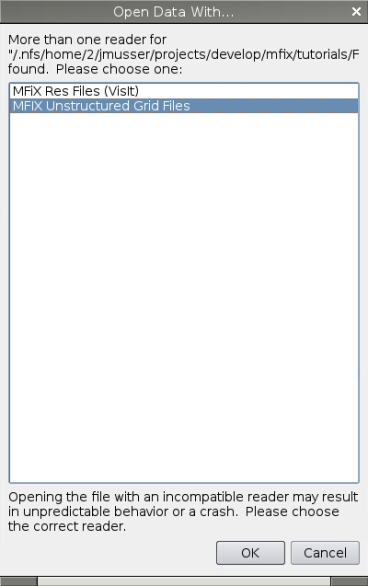 Open Data With...
More than one reader for
"/.nfs/home/2/jmusser/projects/develop/mfix/tutorials/F
found. Please choose one:
MFiX Res Files (VisIt)
MFIX Unstructured Grid Files
Opening the file with an incompatible reader may result
in unpredictable behavior or a crash. Please choose
the correct reader.
OK Cancel